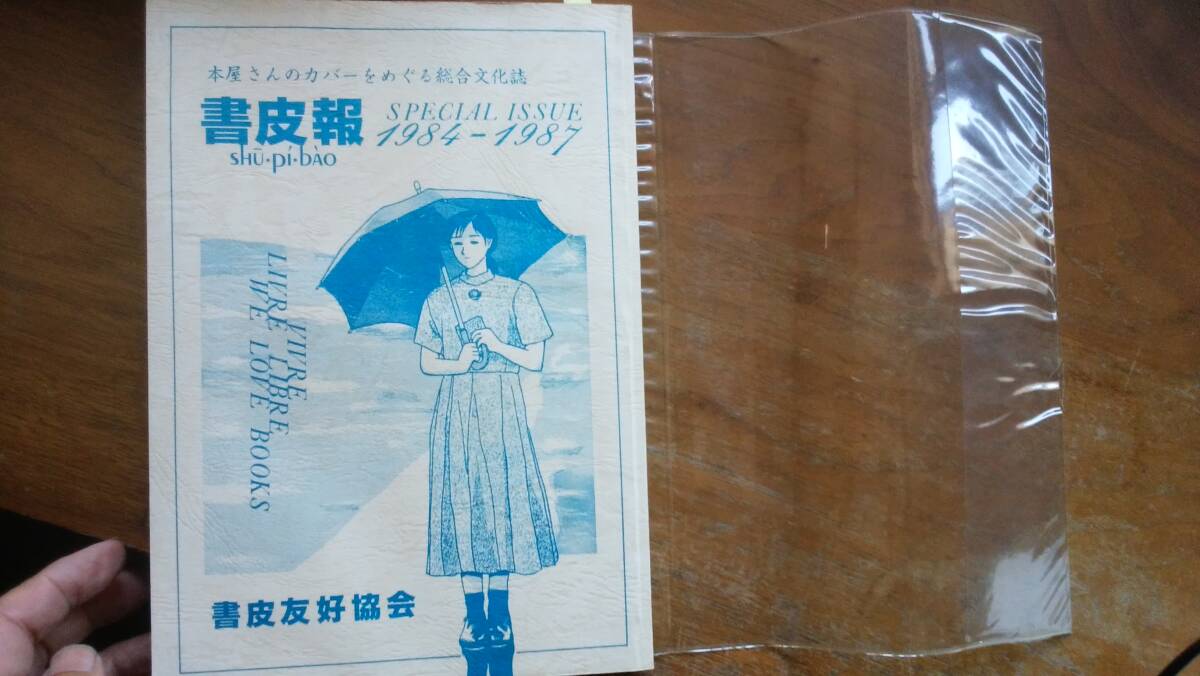 本屋さんのカバーをめぐる総合文化誌
書皮報
SPECIAL ISSUE
1984-1987
shū·pí·bào
VIVRE
LIVRE LIBRE
WE LOVE BOOKS
書皮友好協会